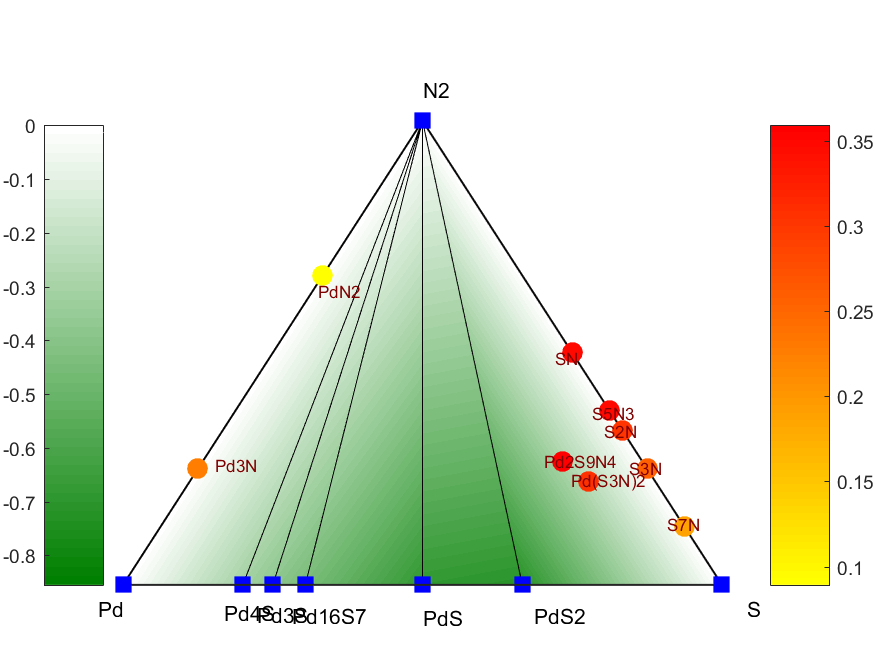 N2
0
-0.1
-0.2
-0.3
-0.4
-0.5
-0.6
-0.7
-0.8
0.35
0.3
0.25
0.2
0.15
0.1
PdN2
SN
S5N3
S2N
Pd2S9N4
Pd3N
S3N
Pd(S3N)2
S7N
Pd
Pd4S
Pd3S
Pd16S7
PdS
PdS2
S